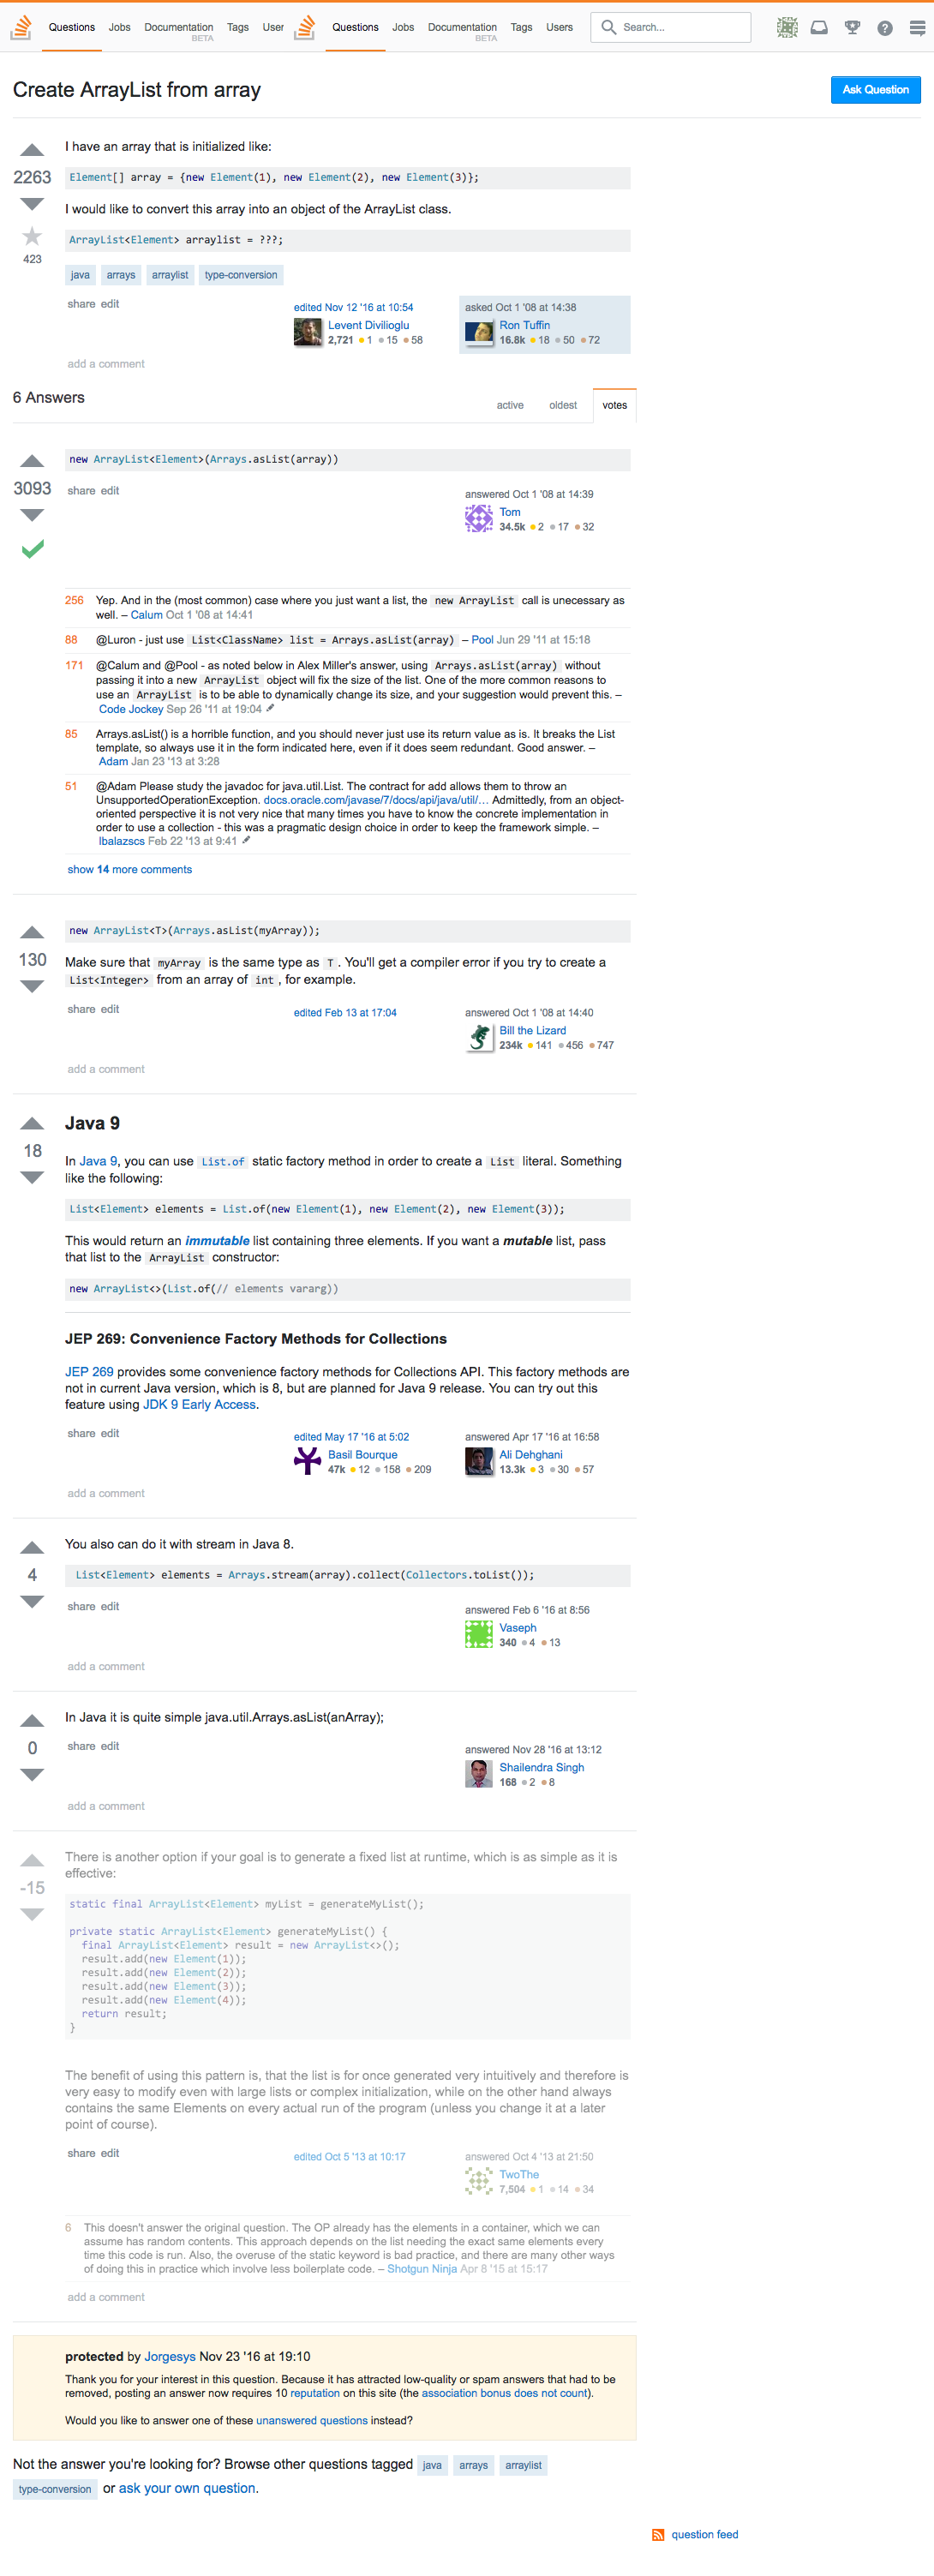 Questions Jobs Documentation Tags User Questions Jobs Documentation Tags Users Search...
BETA BETA
Create ArrayList from array
Ask Question
I have an array that is initialized like:
2263
Element[] array = {new Element(1), new Element(2), new Element(3)};
I would like to convert this array into an object of the ArrayList class.
ArrayList<Element> arraylist = ???;
423
java arrays arraylist type-conversion
share edit
edited Nov 12 '16 at 10:54
Levent Divilioglu
2,721 1 15 58
asked Oct 1 '08 at 14:38
Ron Tuffin
16.8k 18 50 72
add a comment
6 Answers
active oldest votes
new ArrayList<Element>(Arrays.asList(array))
3093
share edit
answered Oct 1 '08 at 14:39
Tom
34.5k 2 17 32
256 Yep. And in the (most common) case where you just want a list, the new ArrayList call is unecessary as
well. – Calum Oct 1 '08 at 14:41
88 @Luron - just use List<ClassName> list = Arrays.asList(array) – Pool Jun 29 '11 at 15:18
171 @Calum and @Pool - as noted below in Alex Miller's answer, using Arrays.asList(array) without
passing it into a new ArrayList object will fix the size of the list. One of the more common reasons to
use an ArrayList is to be able to dynamically change its size, and your suggestion would prevent this. –
Code Jockey Sep 26 '11 at 19:04
85 Arrays.asList() is a horrible function, and you should never just use its return value as is. It breaks the List
template, so always use it in the form indicated here, even if it does seem redundant. Good answer. –
Adam Jan 23 '13 at 3:28
51 @Adam Please study the javadoc for java.util.List. The contract for add allows them to throw an
UnsupportedOperationException. docs.oracle.com/javase/7/docs/api/java/util/… Admittedly, from an object-
oriented perspective it is not very nice that many times you have to know the concrete implementation in
order to use a collection - this was a pragmatic design choice in order to keep the framework simple. –
lbalazscs Feb 22 '13 at 9:41
show 14 more comments
new ArrayList<T>(Arrays.asList(myArray));
130
Make sure that myArray is the same type as T. You'll get a compiler error if you try to create a
List<Integer> from an array of int, for example.
share edit
edited Feb 13 at 17:04
answered Oct 1 '08 at 14:40
Bill the Lizard
234k 141 456 747
add a comment
Java 9
18
In Java 9, you can use List.of static factory method in order to create a List literal. Something
like the following:
List<Element> elements = List.of(new Element(1), new Element(2), new Element(3));
This would return an immutable list containing three elements. If you want a mutable list, pass
that list to the ArrayList constructor:
new ArrayList<>(List.of(// elements vararg))
JEP 269: Convenience Factory Methods for Collections
JEP 269 provides some convenience factory methods for Collections API. This factory methods are
not in current Java version, which is 8, but are planned for Java 9 release. You can try out this
feature using JDK 9 Early Access.
share edit
edited May 17 '16 at 5:02
Basil Bourque
47k 12 158 209
answered Apr 17 '16 at 16:58
Ali Dehghani
13.3k 3 30 57
add a comment
You also can do it with stream in Java 8.
4
List<Element> elements = Arrays.stream(array).collect(Collectors.toList());
share edit
answered Feb 6 '16 at 8:56
Vaseph
340 4 13
add a comment
In Java it is quite simple java.util.Arrays.asList(anArray);
0
share edit
answered Nov 28 '16 at 13:12
Shailendra Singh
168 2 8
add a comment
There is another option if your goal is to generate a fixed list at runtime, which is as simple as it is
effective:
-15
static final ArrayList<Element> myList = generateMyList();
private static ArrayList<Element> generateMyList() {
final ArrayList<Element> result = new ArrayList<>();
result.add(new Element(1));
result.add(new Element(2));
result.add(new Element(3));
result.add(new Element(4));
return result;
}
The benefit of using this pattern is, that the list is for once generated very intuitively and therefore is
very easy to modify even with large lists or complex initialization, while on the other hand always
contains the same Elements on every actual run of the program (unless you change it at a later
point of course).
share edit
edited Oct 5 '13 at 10:17
answered Oct 4 '13 at 21:50
TwoThe
7,504 1 14 34
6 This doesn't answer the original question. The OP already has the elements in a container, which we can
assume has random contents. This approach depends on the list needing the exact same elements every
time this code is run. Also, the overuse of the static keyword is bad practice, and there are many other ways
of doing this in practice which involve less boilerplate code. – Shotgun Ninja Apr 8 '15 at 15:17
add a comment
protected by Jorgesys Nov 23 '16 at 19:10
Thank you for your interest in this question. Because it has attracted low-quality or spam answers that had to be
removed, posting an answer now requires 10 reputation on this site (the association bonus does not count).
Would you like to answer one of these unanswered questions instead?
Not the answer you're looking for? Browse other questions tagged java arrays arraylist
type-conversion or ask your own question.
question feed